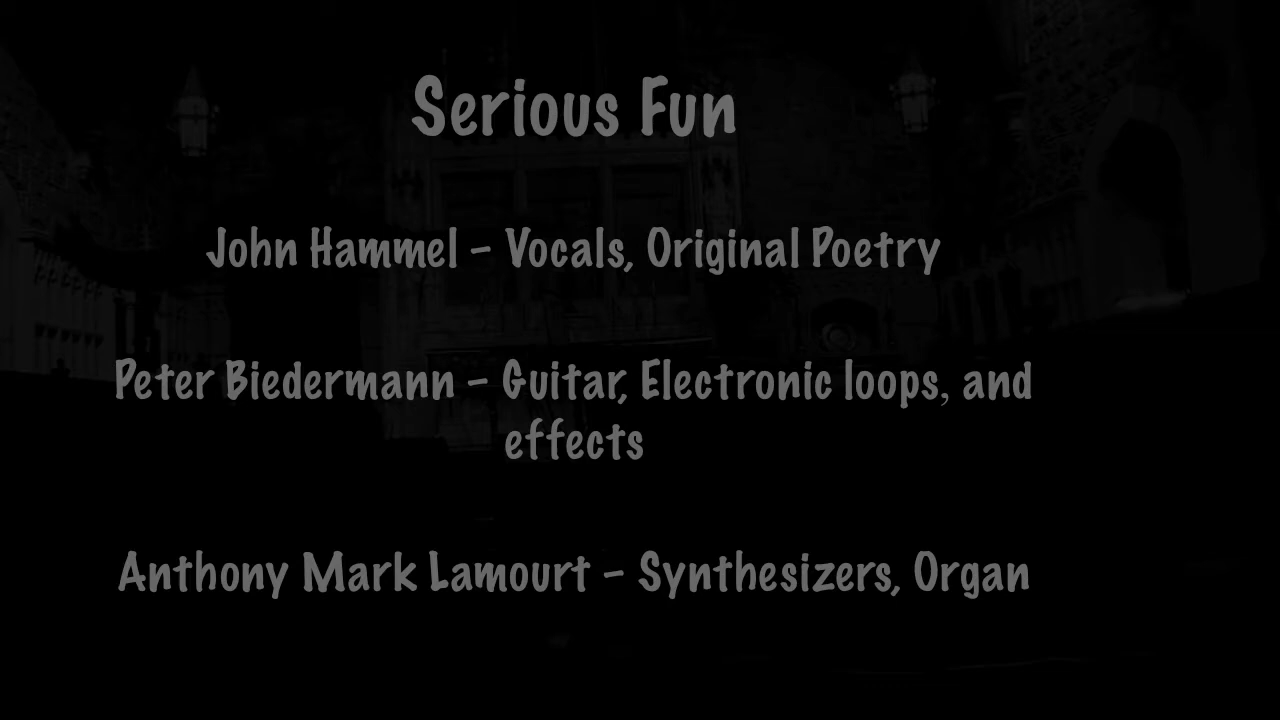 Serious Fun
John Hammel – Vocals, Original Poetry
Peter Biedermann – Guitar, Electronic loops, and
effects
Anthony Mark Lamourt – Synthesizers, Organ